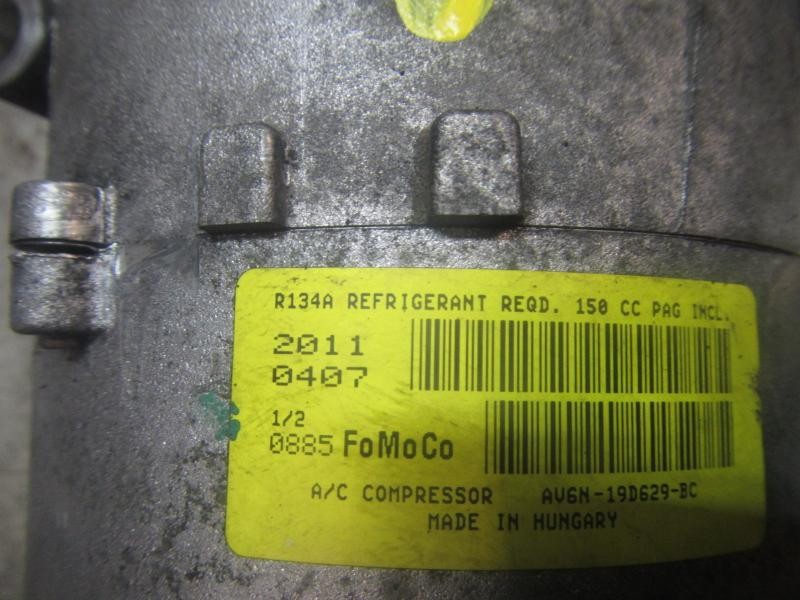 R134A REFRIGERANT REQD. 150 CC PAG INCL.
2011
0407
1/2
0885 FoMoCo
A/C COMPRESSOR AV6N-19D629-BC
MADE IN HUNGARY